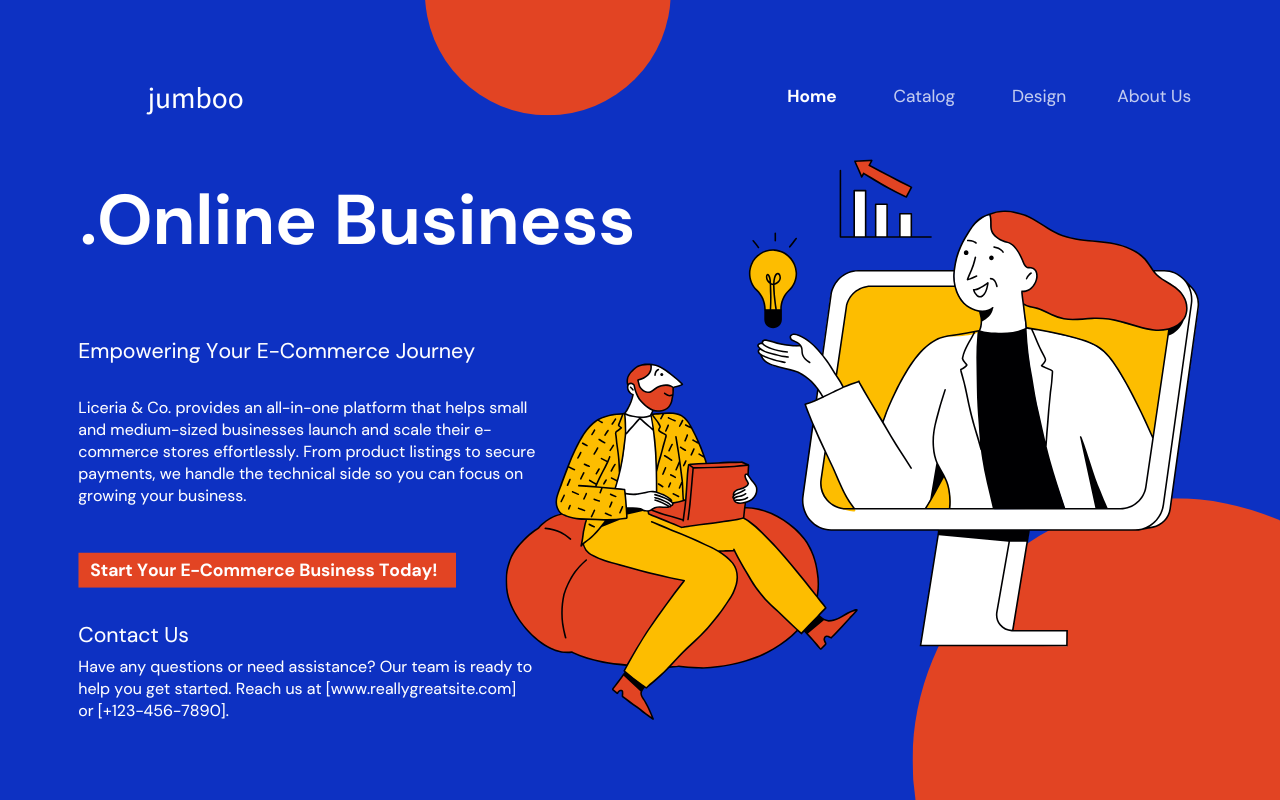 jumboo
Home
Catalog
Design
About Us
.Online Business
Empowering Your E-Commerce Journey
Liceria & Co. provides an all-in-one platform that helps small
and medium-sized businesses launch and scale their e-
commerce stores effortlessly. From product listings to secure
payments, we handle the technical side so you can focus on
growing your business.
Start Your E-Commerce Business Today!
Contact Us
Have any questions or need assistance? Our team is ready to
help you get started. Reach us at [www.reallygreatsite.com]
or [+123-456-7890].